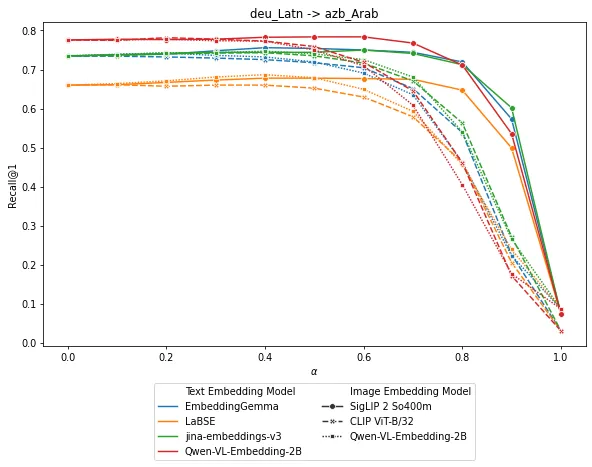 deu_Latn -> azb_Arab
0.8
0.7
0.6
0.5
0.4
0.3
0.2
0.1
0.0
Recall@1
0.0 0.2 0.4 0.6 0.8 1.0
α
Text Embedding Model Image Embedding Model
EmbeddingGemma SigLIP 2 So400m
LaBSE CLIP ViT-B/32
jina-embeddings-v3 Qwen-VL-Embedding-2B
Qwen-VL-Embedding-2B